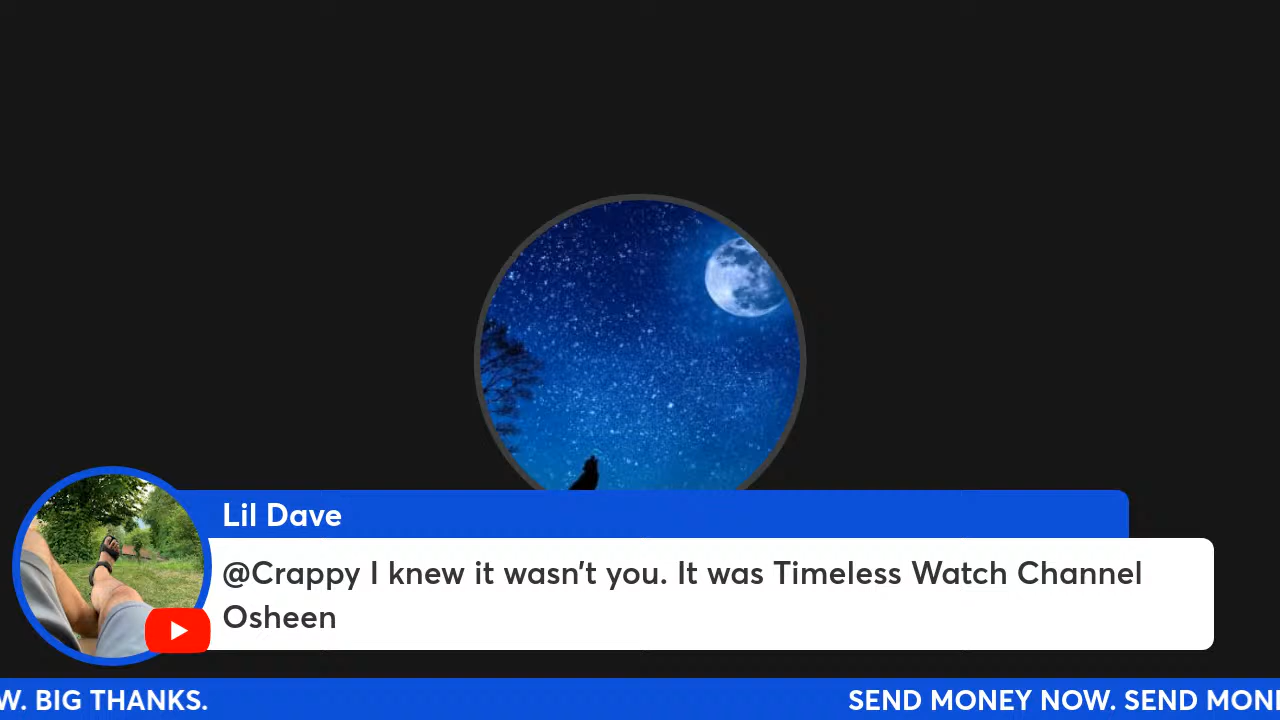 Lil Dave
@Crappy I knew it wasn't you. It was Timeless Watch Channel
Osheen
W. BIG THANKS. SEND MONEY NOW. SEND MON